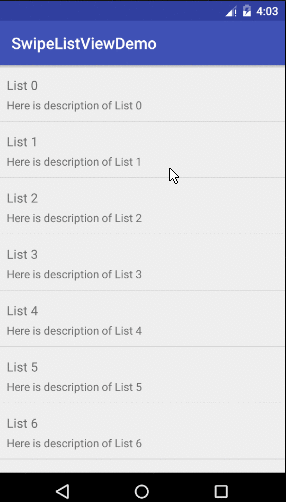 4:03
SwipeListViewDemo
List 0
Here is description of List 0
List 1
Here is description of List 1
List 2
Here is description of List 2
List 3
Here is description of List 3
List 4
Here is description of List 4
List 5
Here is description of List 5
List 6
Here is description of List 6